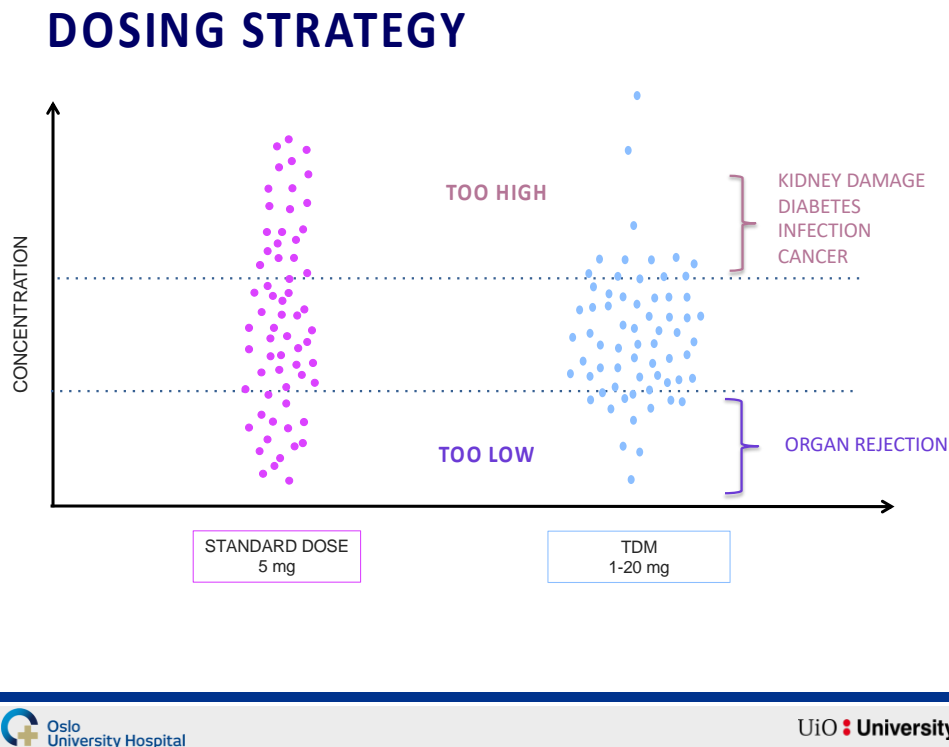 DOSING STRATEGY
CONCENTRATION
TOO HIGH
KIDNEY DAMAGE
DIABETES
INFECTION
CANCER
TOO LOW
ORGAN REJECTION
STANDARD DOSE
5 mg
TDM
1-20 mg
Oslo
University Hospital
UiO University